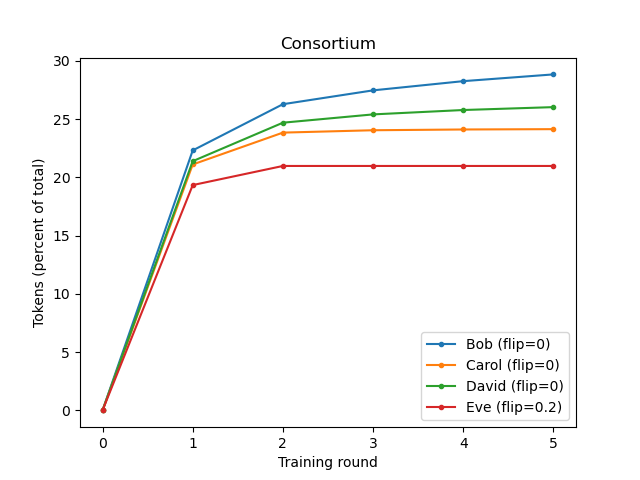 Consortium
Tokens (percent of total)
30
25
20
15
10
5
0
0 1 2 3 4 5
Training round
Bob (flip=0)
Carol (flip=0)
David (flip=0)
Eve (flip=0.2)